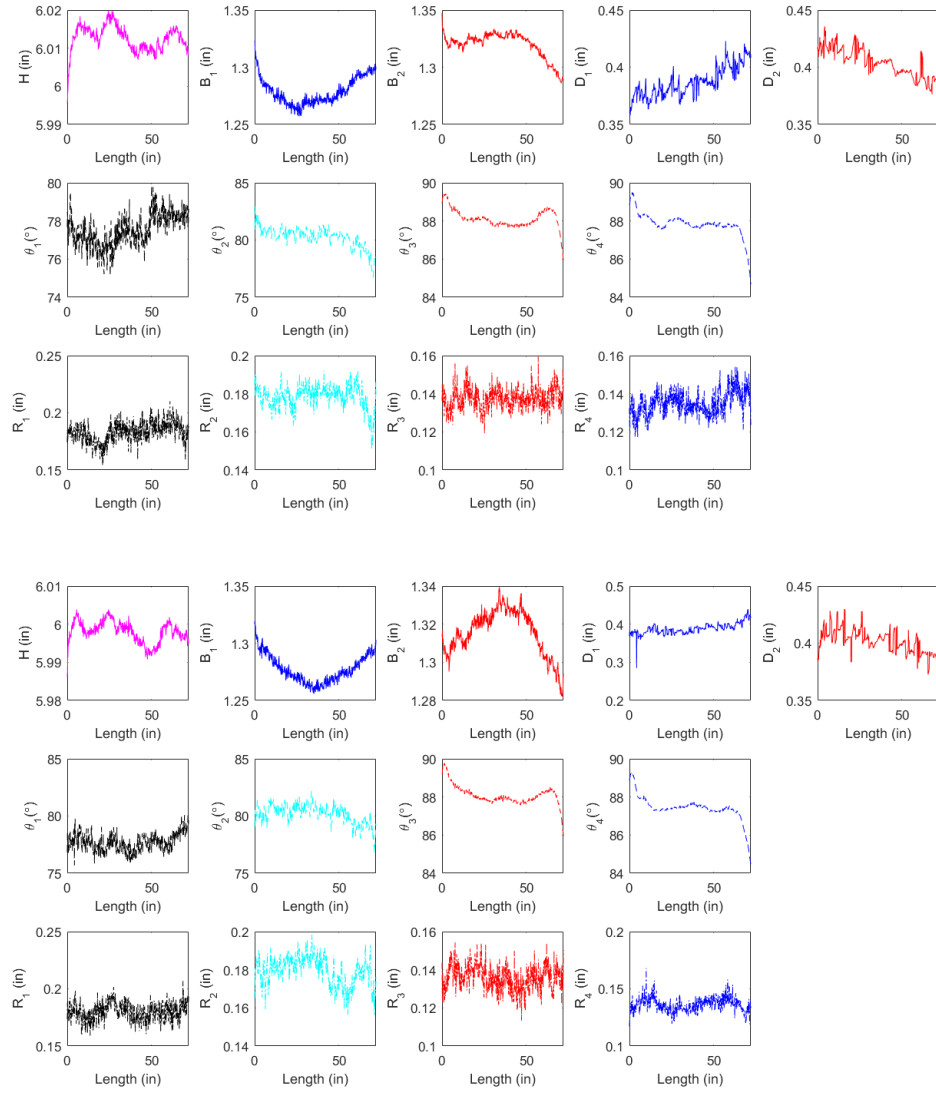 6.02 1.35 1.35 0.45 0.45
H (in) B1 (in) B2 (in) D1 (in) D2 (in)
6.01 1.3 1.3 0.4 0.4
6
5.99 1.25 1.25 0.35 0.35
0 50 0 50 0 50 0 50 0 50
Length (in) Length (in) Length (in) Length (in) Length (in)
80 85 90 90
θ1(°) θ2(°) θ3(°) θ4(°)
78 80 88 88
76 86 86
74 75 84 84
0 50 0 50 0 50 0 50
Length (in) Length (in) Length (in) Length (in)
0.25 0.2 0.16 0.16
R1 (in) R2 (in) R3 (in) R4 (in)
0.2 0.18 0.14 0.14
0.16 0.12 0.12
0.15 0.14 0.1 0.1
0 50 0 50 0 50 0 50
Length (in) Length (in) Length (in) Length (in)
6.01 1.35 1.34 0.5 0.45
H (in) B1 (in) B2 (in) D1 (in) D2 (in)
6 1.3 1.32 0.4 0.4
5.99 1.3 0.3
5.98 1.25 1.28 0.2 0.35
0 50 0 50 0 50 0 50 0 50
Length (in) Length (in) Length (in) Length (in) Length (in)
85 85 90 90
θ1(°) θ2(°) θ3(°) θ4(°)
80 80 88 88
86 86
75 75 84 84
0 50 0 50 0 50 0 50
Length (in) Length (in) Length (in) Length (in)
0.25 0.2 0.16 0.2
R1 (in) R2 (in) R3 (in) R4 (in)
0.2 0.18 0.14 0.15
0.16 0.12
0.15 0.14 0.1 0.1
0 50 0 50 0 50 0 50
Length (in) Length (in) Length (in) Length (in)